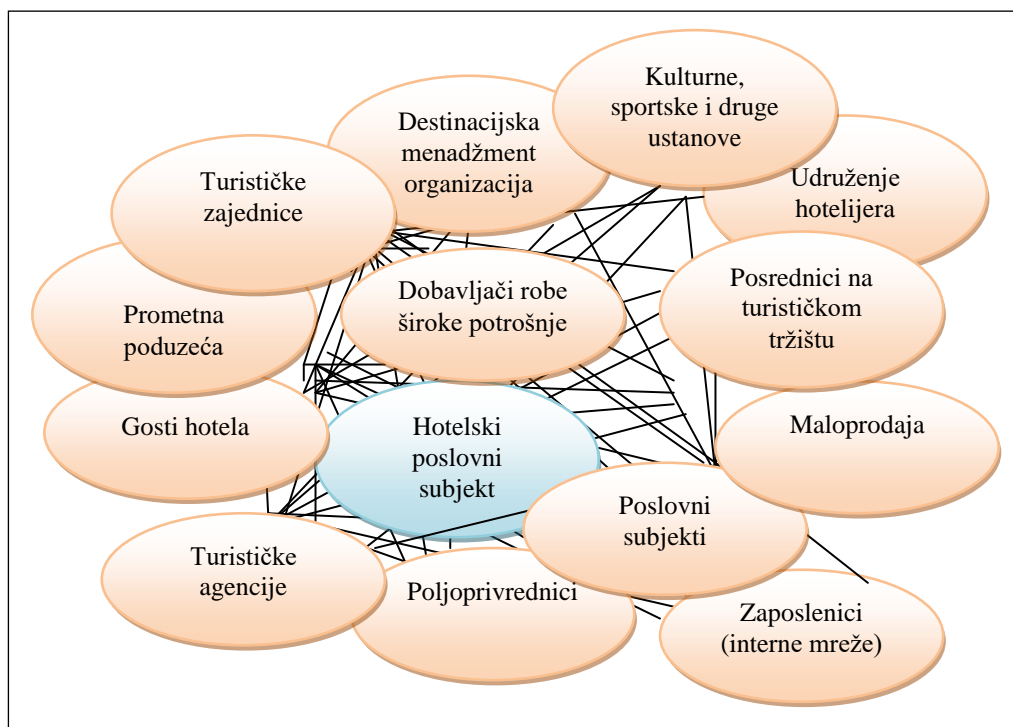 Kulturne,
sportske i druge
ustanove
Destinacijska
menadžment
organizacija
Turističke
zajednice
Udruženje
hotelijera
Posrednici na
turističkom
tržištu
Dobavljači robe
široke potrošnje
Prometna
poduzeća
Gosti hotela
Hotelski
poslovni
subjekt
Maloprodaja
Poslovni
subjekti
Turističke
agencije
Poljoprivrednici
Zaposlenici
(interne mreže)